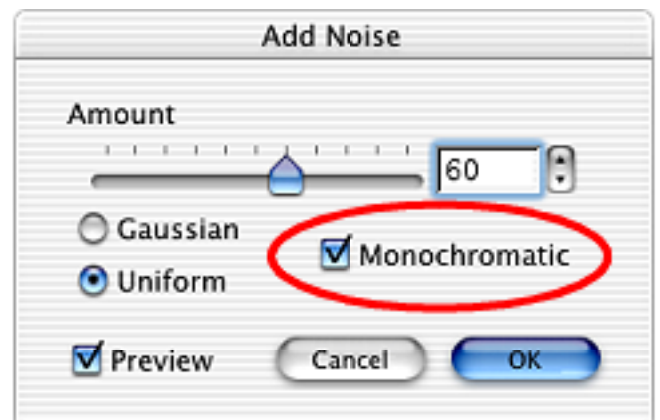 Add Noise
Amount
60
Gaussian
Monochromatic
Uniform
Preview
Cancel
OK